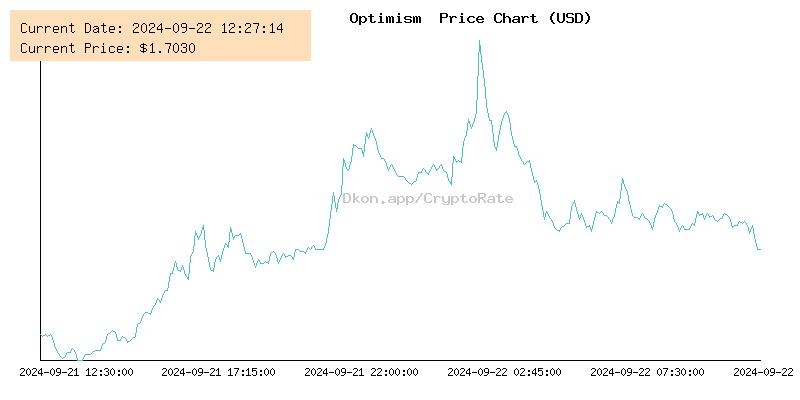 Optimism  Price Chart (USD)
Current Date: 2024-09-22 12:27:14
Current Price: $1.7030
Dkon.app/CryptoRate
2024-09-21 12:30:00 2024-09-21 17:15:00 2024-09-21 22:00:00 2024-09-22 02:45:00 2024-09-22 07:30:00 2024-09-22